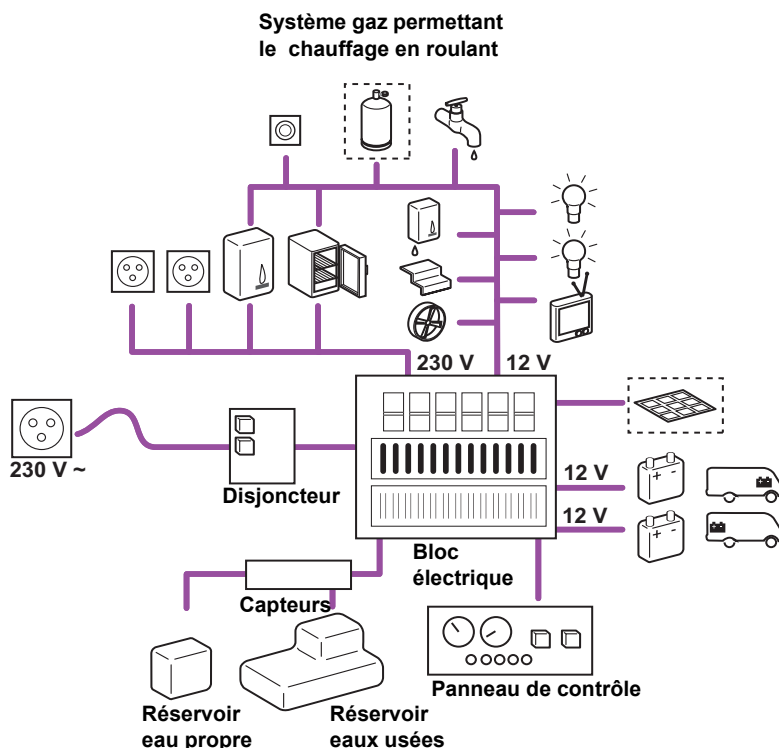 Système gaz permettant
le chauffage en roulant
230 V
12 V
230 V ~
Disjoncteur
12 V
12 V
Bloc
électrique
Capteurs
Panneau de contrôle
Réservoir
eau propre
Réservoir
eaux usées